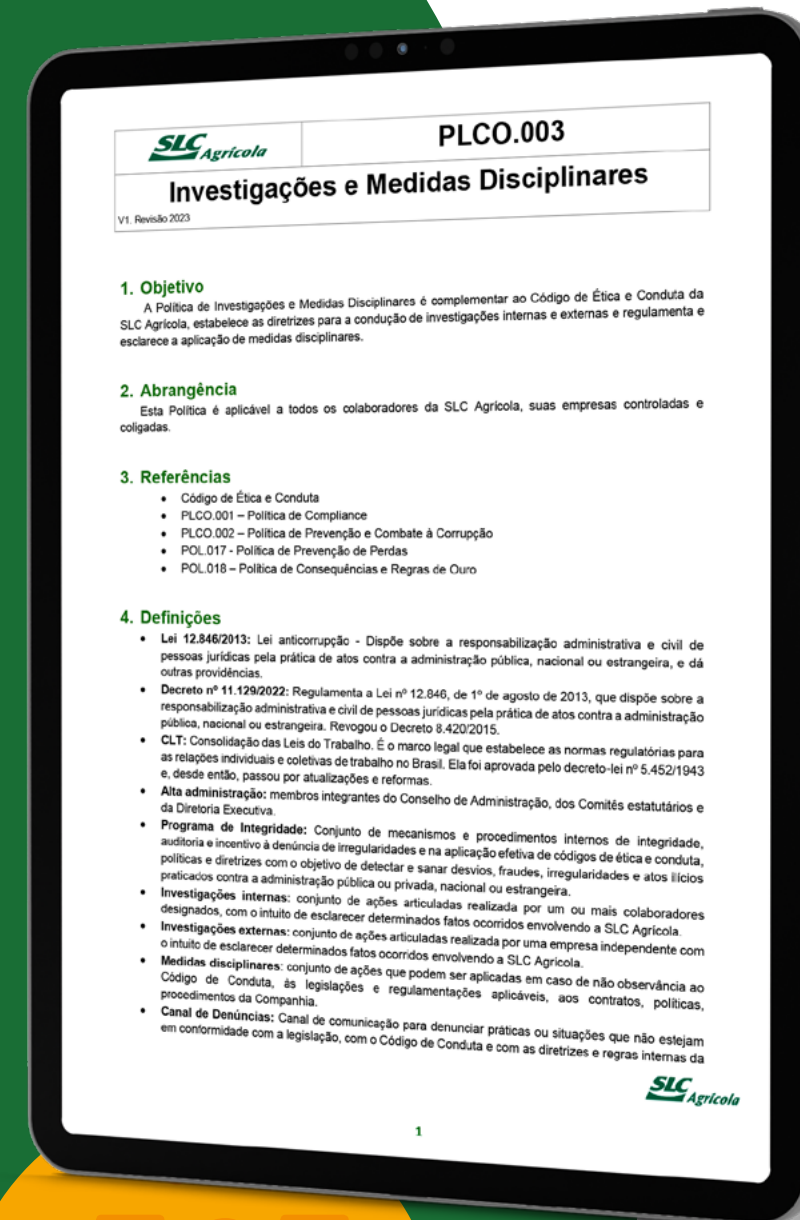 SLC Agrícola
PLCO.003
Investigações e Medidas Disciplinares
V1. Revisão 2023
1. Objetivo
A Política de Investigações e Medidas Disciplinares é complementar ao Código de Ética e Conduta da
SLC Agrícola, estabelece as diretrizes para a condução de investigações internas e externas e regulamenta e
esclarece a aplicação de medidas disciplinares.
2. Abrangência
Esta Política é aplicável a todos os colaboradores da SLC Agrícola, suas empresas controladas e
coligadas.
3. Referências
• Código de Ética e Conduta
• PLCO.001 – Política de Compliance
• PLCO.002 – Política de Prevenção e Combate à Corrupção
• POL.017 - Política de Prevenção de Perdas
• POL.018 – Política de Consequências e Regras de Ouro
4. Definições
• Lei 12.846/2013: Lei anticorrupção - Dispõe sobre a responsabilização administrativa e civil de
pessoas jurídicas pela prática de atos contra a administração pública, nacional ou estrangeira, e dá
outras providências.
• Decreto nº 11.129/2022: Regulamenta a Lei nº 12.846, de 1º de agosto de 2013, que dispõe sobre a
responsabilização administrativa e civil de pessoas jurídicas pela prática de atos contra a administração
pública, nacional ou estrangeira. Revogou o Decreto 8.420/2015.
• CLT: Consolidação das Leis do Trabalho. É o marco legal que estabelece as normas regulatórias para
as relações individuais e coletivas de trabalho no Brasil. Ela foi aprovada pelo decreto-lei nº 5.452/1943
e, desde então, passou por atualizações e reformas.
• Alta administração: membros integrantes do Conselho de Administração, dos Comitês estatutários e
da Diretoria Executiva.
• Programa de Integridade: Conjunto de mecanismos e procedimentos internos de integridade,
auditoria e incentivo à denúncia de irregularidades e na aplicação efetiva de códigos de ética e conduta,
políticas e diretrizes com o objetivo de detectar e sanar desvios, fraudes, irregularidades e atos ilícios
praticados contra a administração pública ou privada, nacional ou estrangeira.
• Investigações internas: conjunto de ações articuladas realizada por um ou mais colaboradores
designados, com o intuito de esclarecer determinados fatos ocorridos envolvendo a SLC Agrícola.
• Investigações externas: conjunto de ações articuladas realizada por uma empresa independente com
o intuito de esclarecer determinados fatos ocorridos envolvendo a SLC Agrícola.
• Medidas disciplinares: conjunto de ações que podem ser aplicadas em caso de não observância ao
Código de Conduta, às legislações e regulamentações aplicáveis, aos contratos, políticas,
procedimentos da Companhia.
• Canal de Denúncias: Canal de comunicação para denunciar práticas ou situações que não estejam
em conformidade com a legislação, com o Código de Conduta e com as diretrizes e regras internas da
SLC Agrícola
1